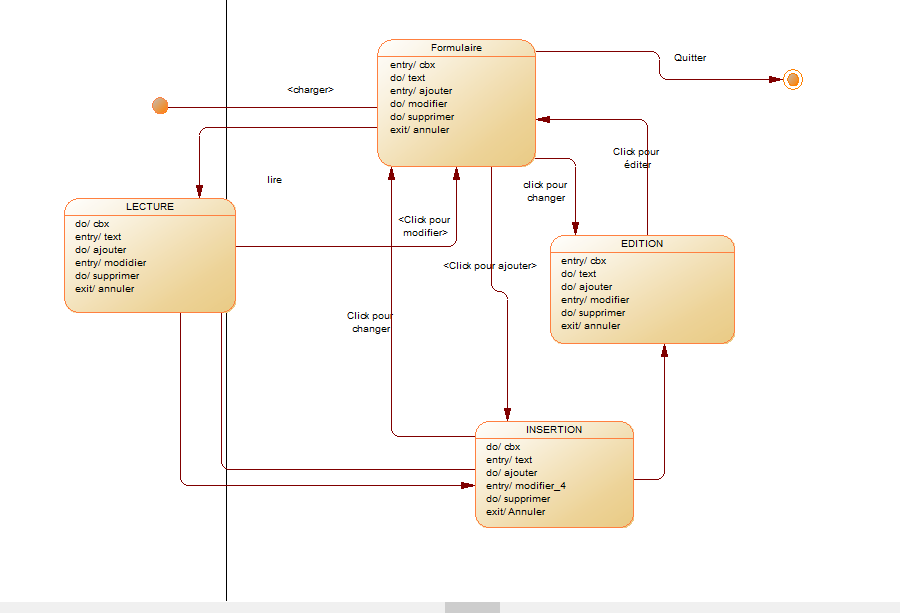 Formulaire
entry/ cbx
do/ text
entry/ ajouter
do/ modifier
do/ supprimer
exit/ annuler
Quitter
<charger>
lire
Click pour
éditer
click pour
changer
<Click pour
modifier>
<Click pour ajouter>
Click pour
changer
LECTURE
do/ cbx
entry/ text
do/ ajouter
entry/ modidier
do/ supprimer
exit/ annuler
EDITION
entry/ cbx
do/ text
do/ ajouter
entry/ modifier
do/ supprimer
exit/ annuler
INSERTION
do/ cbx
entry/ text
do/ ajouter
entry/ modifier_4
do/ supprimer
exit/ Annuler